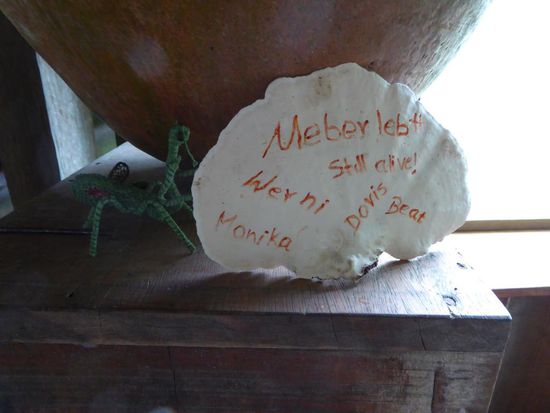 Meber lebt!
Still alive!
Werni
Doris
Beat
Monika